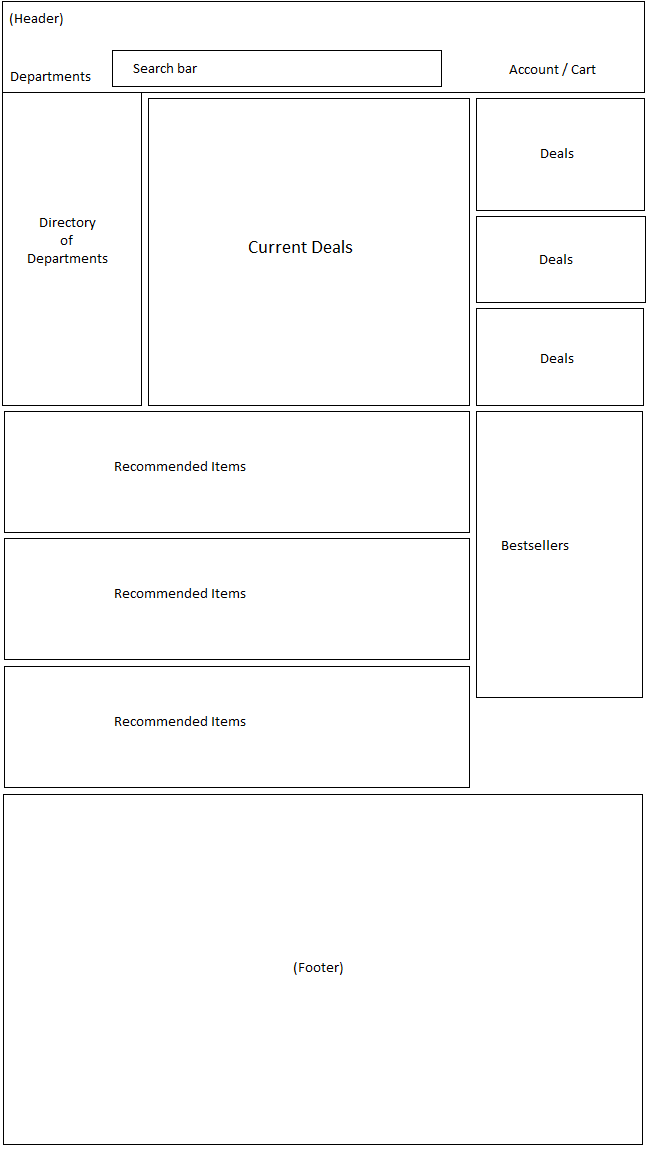 (Header)
Departments
Search bar
Account / Cart
Directory
of
Departments
Current Deals
Deals
Deals
Deals
Recommended Items
Bestsellers
Recommended Items
Recommended Items
(Footer)